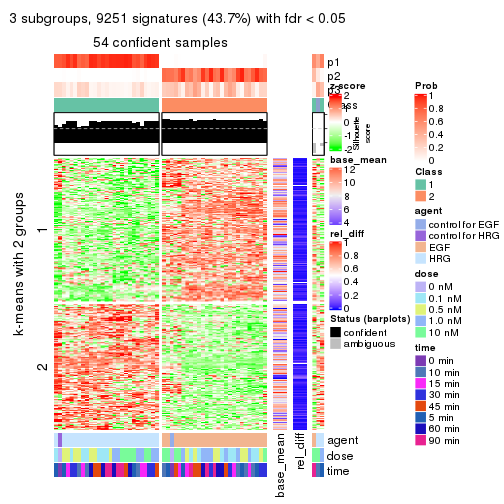 3 subgroups, 9251 signatures (43.7%) with fdr < 0.05
54 confident samples
p1
p2
p3
Class
Silhouette
score
k-means with 2 groups
1
2
base_mean
rel_diff
agent
dose
time
z-score
2
1
0
-1
-2
base_mean
12
10
8
6
4
rel_diff
1
0.8
0.6
0.4
0.2
0
Status (barplots)
confident
ambiguous
Prob
1
0.8
0.6
0.4
0.2
0
Class
1
2
agent
control for EGF
control for HRG
EGF
HRG
dose
0 nM
0.1 nM
0.5 nM
1.0 nM
10 nM
time
0 min
10 min
15 min
30 min
45 min
5 min
60 min
90 min